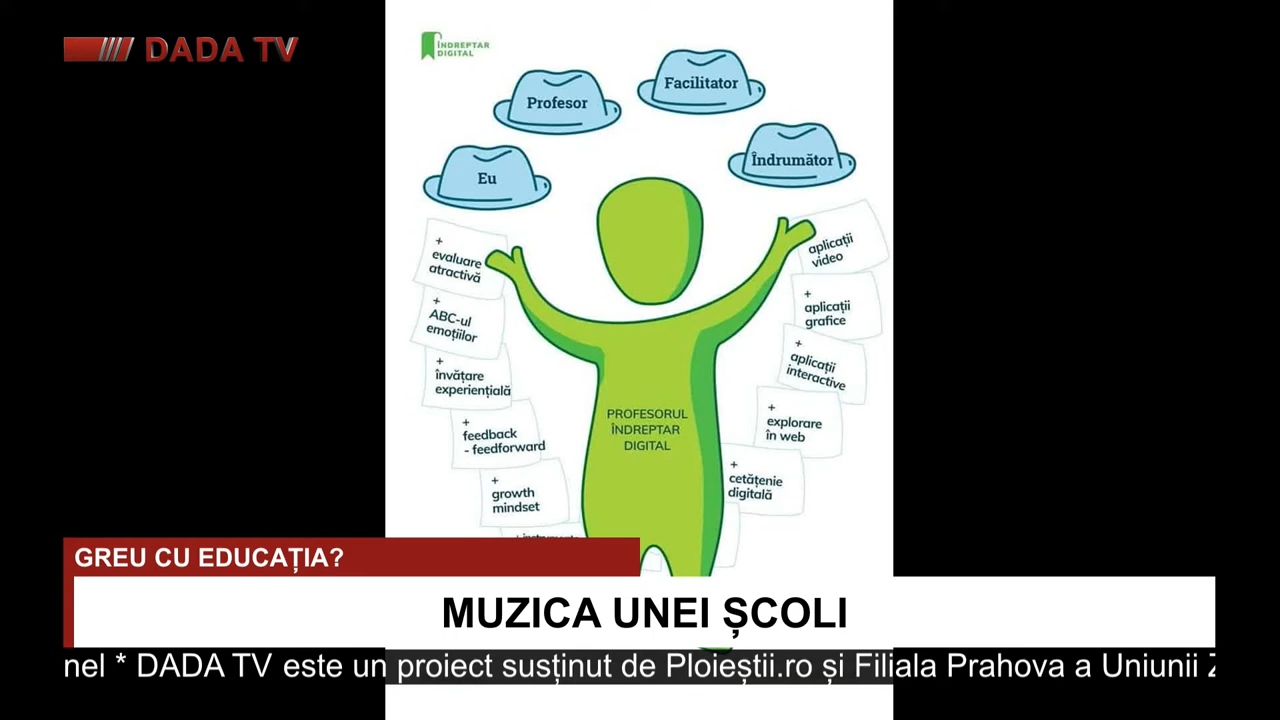 DADA TV
ÎNDREPTAR
DIGITAL
Facilitator
Profesor
Îndrumător
Eu
+
evaluare
atractivă
+
ABC-ul
emoțiilor
+
învățare
experiențială
+
feedback
- feedforward
+
growth
mindset
aplicații
video
+
aplicații
grafice
+
aplicații
interactive
+
explorare
în web
+
cetățenie
digitală
PROFESORUL
ÎNDREPTAR
DIGITAL
GREU CU EDUCAȚIA?
MUZICA UNEI ȘCOLI
nel * DADA TV este un proiect susținut de Ploieștii.ro și Filiala Prahova a Uniunii Z